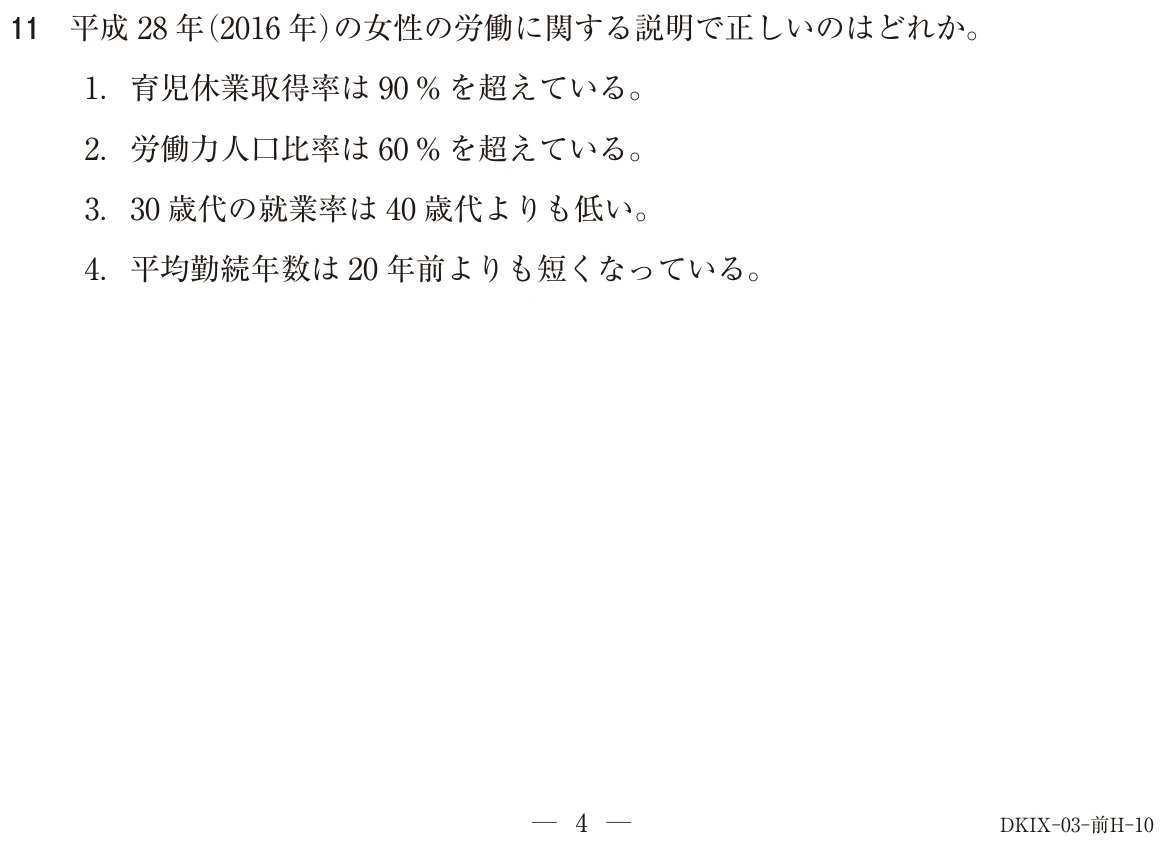 11 平成 28 年(2016 年)の女性の労働に関する説明で正しいのはどれか。
1. 育児休業取得率は 90 % を超えている。
2. 労働力人口比率は 60 % を超えている。
3. 30 歳代の就業率は 40 歳代よりも低い。
4. 平均勤続年数は 20 年前よりも短くなっている。
— 4 —
DKIX-03-前H-10